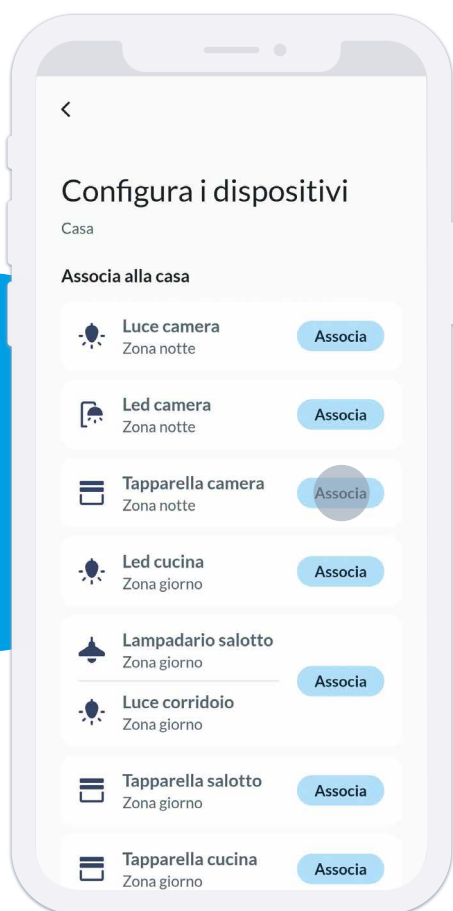 Configura i dispositivi
Casa
Associa alla casa
Luce camera
Zona notte
Associa
Led camera
Zona notte
Associa
Tapparella camera
Zona notte
Associa
Led cucina
Zona giorno
Associa
Lampadario salotto
Zona giorno
Associa
Luce corridoio
Zona giorno
Tapparella salotto
Zona giorno
Associa
Tapparella cucina
Zona giorno
Associa